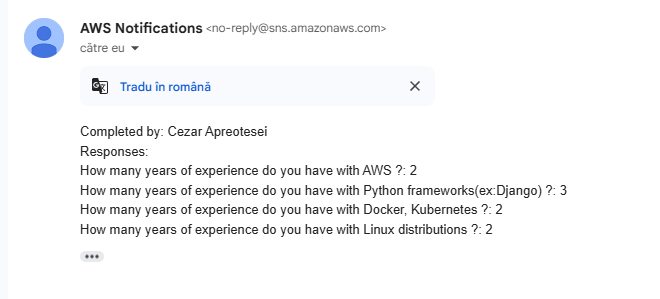 AWS Notifications <no-reply@sns.amazonaws.com>
către eu
Tradu în română
Completed by: Cezar Apreotesei
Responses:
How many years of experience do you have with AWS ?: 2
How many years of experience do you have with Python frameworks(ex:Django) ?: 3
How many years of experience do you have with Docker, Kubernetes ?: 2
How many years of experience do you have with Linux distributions ?: 2